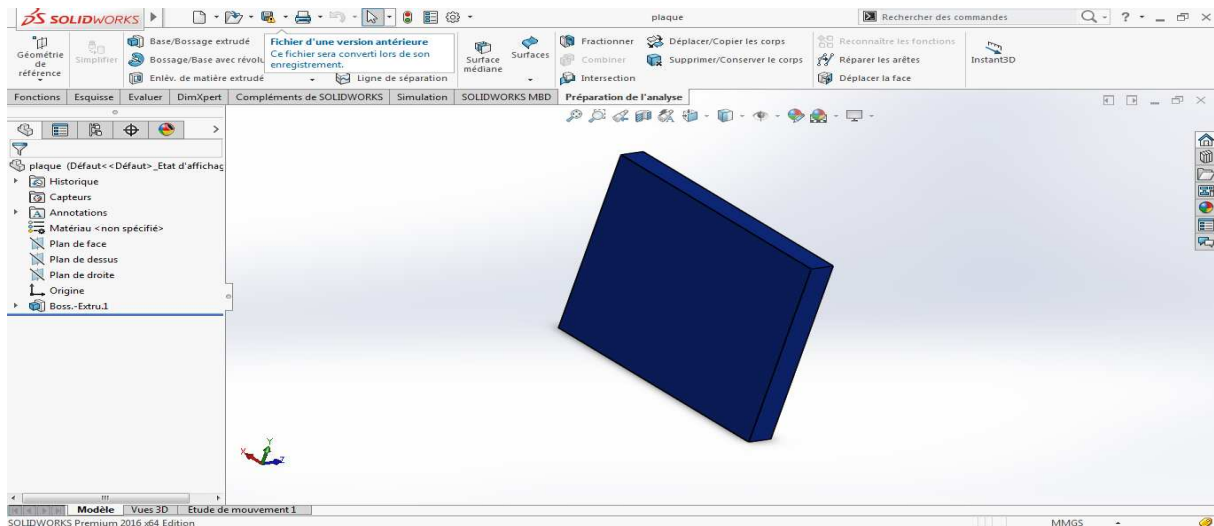 SOLIDWORKS
plaque
Rechercher des commandes
Géométrie de référence
Simplifier
Base/Bossage extrudé
Bossage/Base avec révolu
Enlèv. de matière extrudé
Fichier d'une version antérieure
Ce fichier sera converti lors de son
enregistrement.
Ligne de séparation
Surface médiane
Surfaces
Fractionner
Combiner
Intersection
Déplacer/Copier les corps
Supprimer/Conserver le corps
Reconnaître les fonctions
Réparer les arêtes
Déplacer la face
Instant3D
Fonctions
Esquisse
Evaluer
DimXpert
Compléments de SOLIDWORKS
Simulation
SOLIDWORKS MBD
Préparation de l'analyse
plaque (Défaut<<Défaut>_Etat d'affichag
Historique
Capteurs
Annotations
Matériau <non spécifié>
Plan de face
Plan de dessus
Plan de droite
Origine
Boss.-Extru.1
Y
X
Z
Modèle
Vues 3D
Etude de mouvement 1
SOLIDWORKS Premium 2016 x64 Edition
MMGS